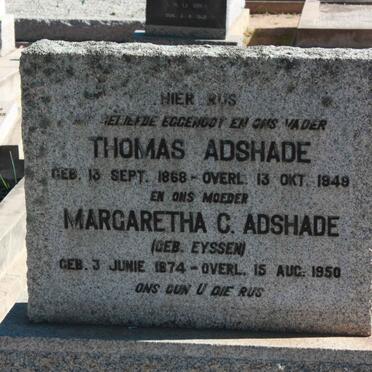 HIER RUS
GELIEFDE EGGENOOT EN ONS VADER
THOMAS ADSHADE
GEB. 13 SEPT. 1868 - OVERL. 13 OKT. 1949
EN ONS MOEDER
MARGARETHA C. ADSHADE
(GEB. EYSSEN)
GEB. 3 JUNIE 1874 - OVERL. 15 AUG. 1950
ONS GUN U DIE RUS